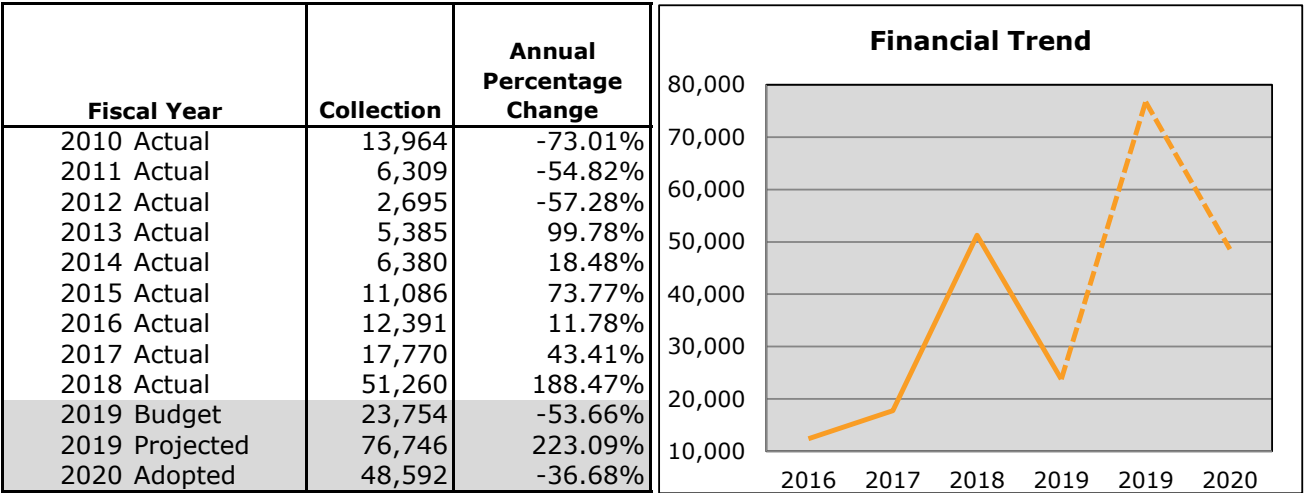 Fiscal Year Collection Annual Percentage Change
2010 Actual 13,964 -73.01%
2011 Actual 6,309 -54.82%
2012 Actual 2,695 -57.28%
2013 Actual 5,385 99.78%
2014 Actual 6,380 18.48%
2015 Actual 11,086 73.77%
2016 Actual 12,391 11.78%
2017 Actual 17,770 43.41%
2018 Actual 51,260 188.47%
2019 Budget 23,754 -53.66%
2019 Projected 76,746 223.09%
2020 Adopted 48,592 -36.68%
Financial Trend
80,000
70,000
60,000
50,000
40,000
30,000
20,000
10,000
2016 2017 2018 2019 2019 2020